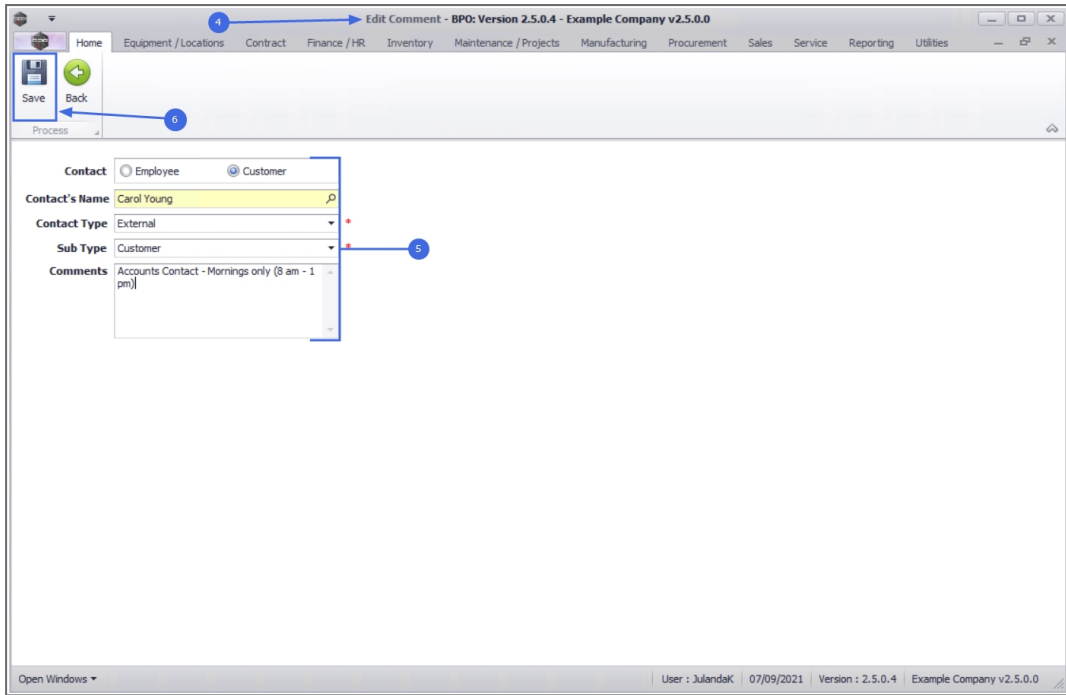 4
Edit Comment - BPO: Version 2.5.0.4 - Example Company v2.5.0.0
Home Equipment / Locations Contract Finance / HR Inventory Maintenance / Projects Manufacturing Procurement Sales Service Reporting Utilities
Save Back
6
Process
Contact Employee Customer
Contact's Name Carol Young
Contact Type External *
Sub Type Customer *
5
Comments Accounts Contact - Mornings only (8 am - 1
pm)
Open Windows User : JulandaK 07/09/2021 Version : 2.5.0.4 Example Company v2.5.0.0